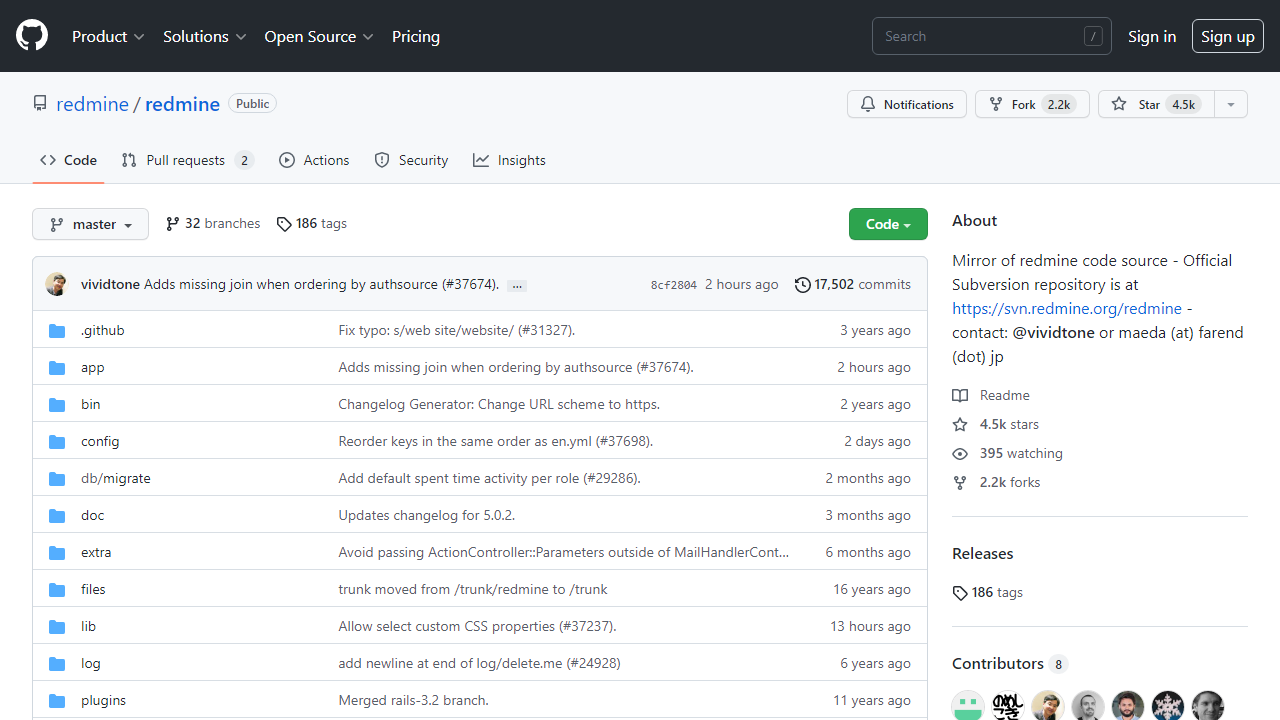 Product Solutions Open Source Pricing Search / Sign in Sign up
redmine / redmine Public Notifications Fork 2.2k Star 4.5k
Code Pull requests 2 Actions Security Insights
master 32 branches 186 tags Code
vividtone Adds missing join when ordering by authsource (#37674). … 8cf2804 2 hours ago 17,502 commits
.github Fix typo: s/web site/website/ (#31327). 3 years ago
app Adds missing join when ordering by authsource (#37674). 2 hours ago
bin Changelog Generator: Change URL scheme to https. 2 years ago
config Reorder keys in the same order as en.yml (#37698). 2 days ago
db/migrate Add default spent time activity per role (#29286). 2 months ago
doc Updates changelog for 5.0.2. 3 months ago
extra Avoid passing ActionController::Parameters outside of MailHandlerCont... 6 months ago
files trunk moved from /trunk/redmine to /trunk 16 years ago
lib Allow select custom CSS properties (#37237). 13 hours ago
log add newline at end of log/delete.me (#24928) 6 years ago
plugins Merged rails-3.2 branch. 11 years ago
About
Mirror of redmine code source - Official
Subversion repository is at
https://svn.redmine.org/redmine -
contact: @vividtone or maeda (at) farend
(dot) jp
Readme
4.5k stars
395 watching
2.2k forks
Releases
186 tags
Contributors 8